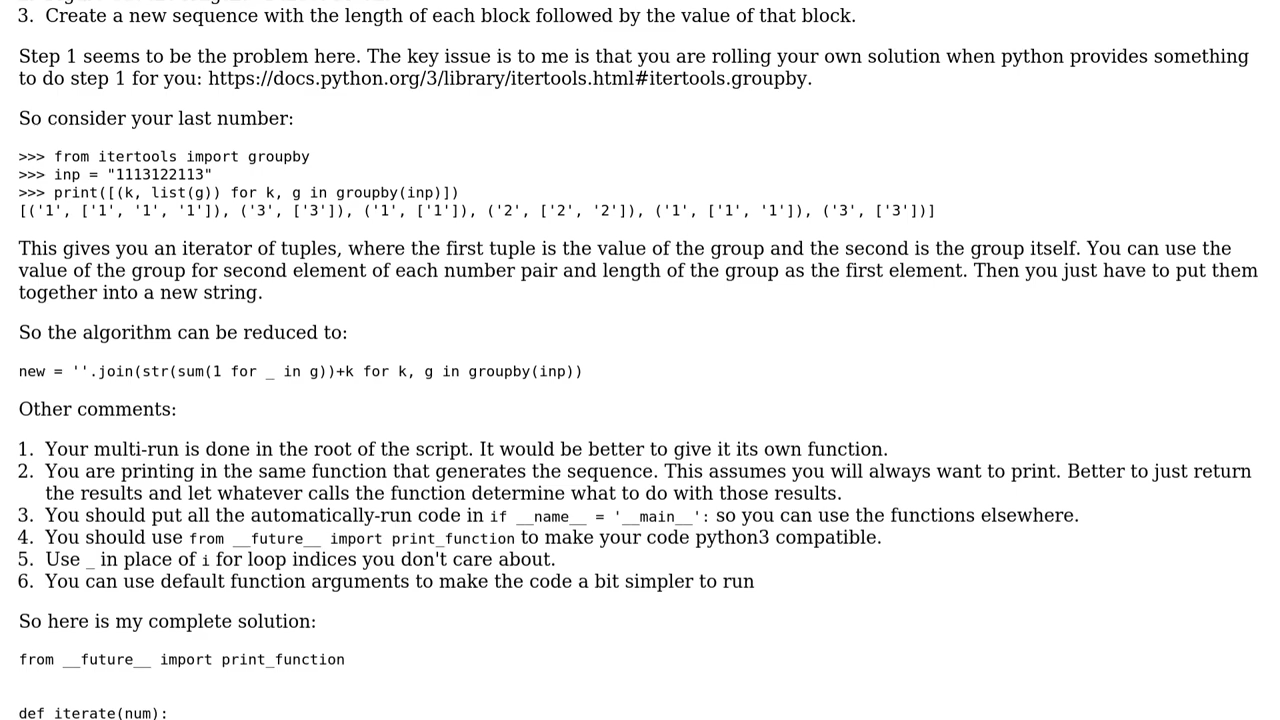 3. Create a new sequence with the length of each block followed by the value of that block.
Step 1 seems to be the problem here. The key issue is to me is that you are rolling your own solution when python provides something
to do step 1 for you: https://docs.python.org/3/library/itertools.html#itertools.groupby.
So consider your last number:
>>> from itertools import groupby
>>> inp = "1113122113"
>>> print([(k, list(g)) for k, g in groupby(inp)])
[('1', ['1', '1', '1']), ('3', ['3']), ('1', ['1']), ('2', ['2', '2']), ('1', ['1', '1']), ('3', ['3'])]
This gives you an iterator of tuples, where the first tuple is the value of the group and the second is the group itself. You can use the
value of the group for second element of each number pair and length of the group as the first element. Then you just have to put them
together into a new string.
So the algorithm can be reduced to:
new = ''.join(str(sum(1 for _ in g))+k for k, g in groupby(inp))
Other comments:
1. Your multi-run is done in the root of the script. It would be better to give it its own function.
2. You are printing in the same function that generates the sequence. This assumes you will always want to print. Better to just return
the results and let whatever calls the function determine what to do with those results.
3. You should put all the automatically-run code in if __name__ = '__main__': so you can use the functions elsewhere.
4. You should use from __future__ import print_function to make your code python3 compatible.
5. Use _ in place of i for loop indices you don't care about.
6. You can use default function arguments to make the code a bit simpler to run
So here is my complete solution:
from __future__ import print_function
def iterate(num):